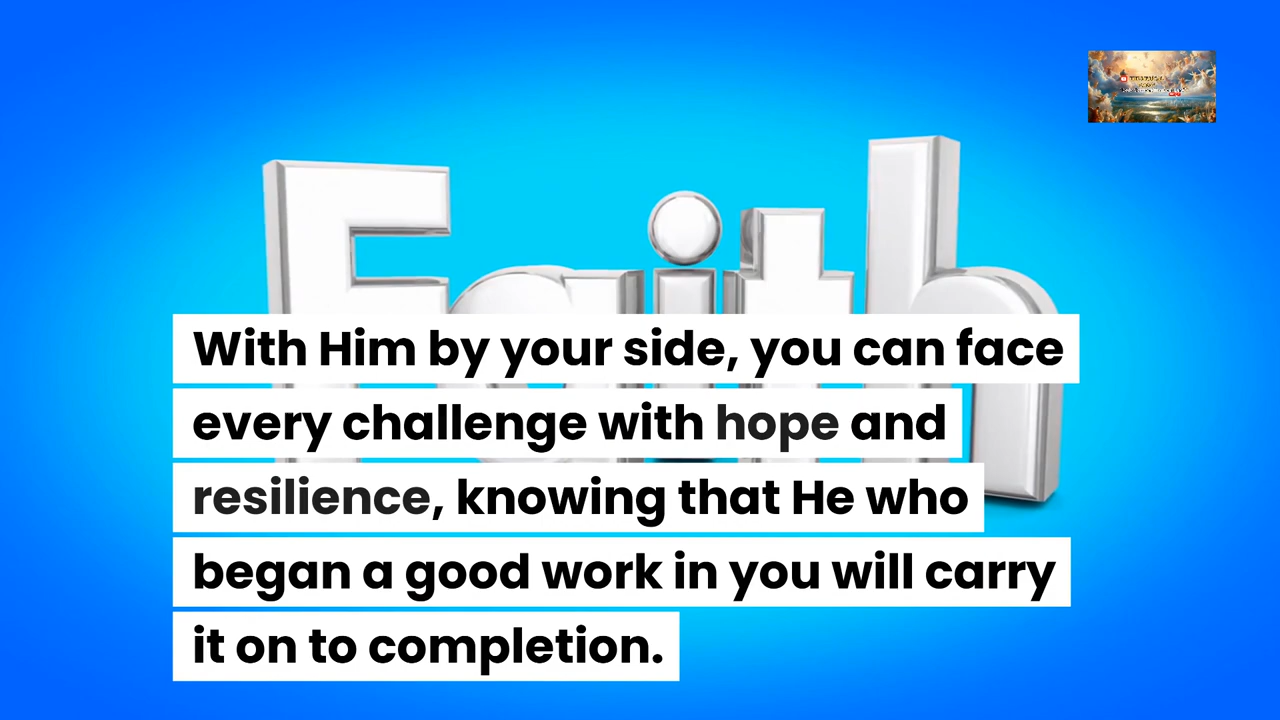 Faith
With Him by your side, you can face
every challenge with hope and
resilience, knowing that He who
began a good work in you will carry
it on to completion.